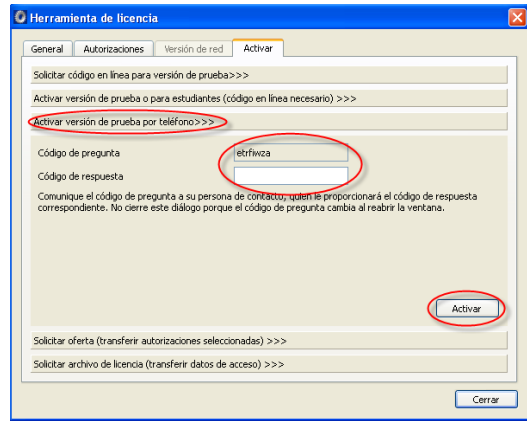 Herramienta de licencia
General Autorizaciones Versión de red Activar
Solicitar código en línea para versión de prueba>>>
Activar versión de prueba o para estudiantes (código en línea necesario) >>>
Activar versión de prueba por teléfono>>>
Código de pregunta etrfiwza
Código de respuesta
Comunique el código de pregunta a su persona de contacto, quien le proporcionará el código de respuesta
correspondiente. No cierre este diálogo porque el código de pregunta cambia al reabrir la ventana.
Activar
Solicitar oferta (transferir autorizaciones seleccionadas) >>>
Solicitar archivo de licencia (transferir datos de acceso) >>>
Cerrar